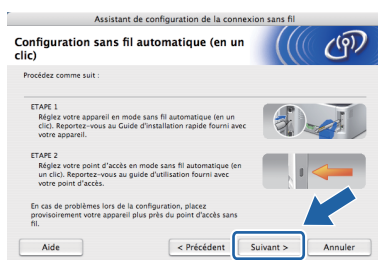 Assistant de configuration de la connexion sans fil
Configuration sans fil automatique (en un
clic)
Procédez comme suit :
ETAPE 1
Réglez votre appareil en mode sans fil automatique (en un
clic). Reportez-vous au Guide d'installation rapide fourni avec
votre appareil.
ETAPE 2
Réglez votre point d'accès en mode sans fil automatique (en
un clic). Reportez-vous au guide d'utilisation fourni avec
votre point d'accès.
En cas de problèmes lors de la configuration, placez
provisoirement votre appareil plus près du point d'accès sans
fil.
Aide
< Précédent
Suivant >
Annuler